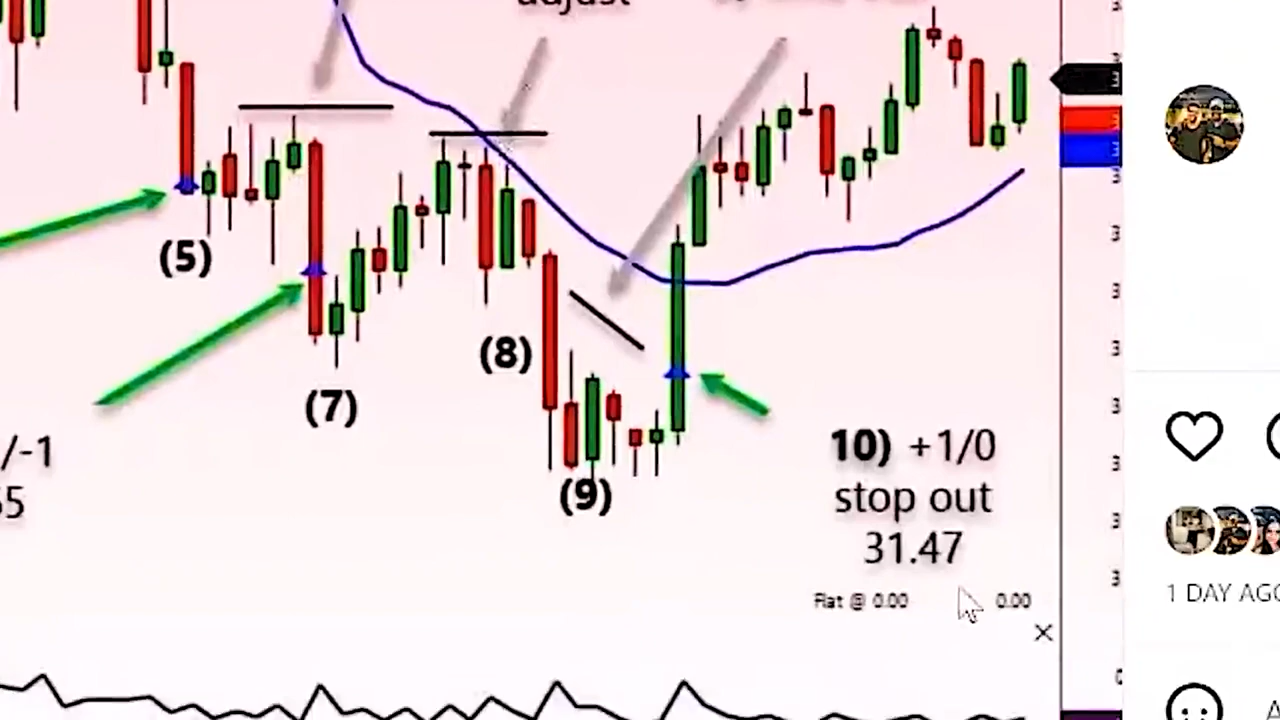 adjust
(5)
(8)
(7)
/-1
10) +1/0
stop out
(9)
31.47
Flat @ 0.00 0.00
1 DAY AGO